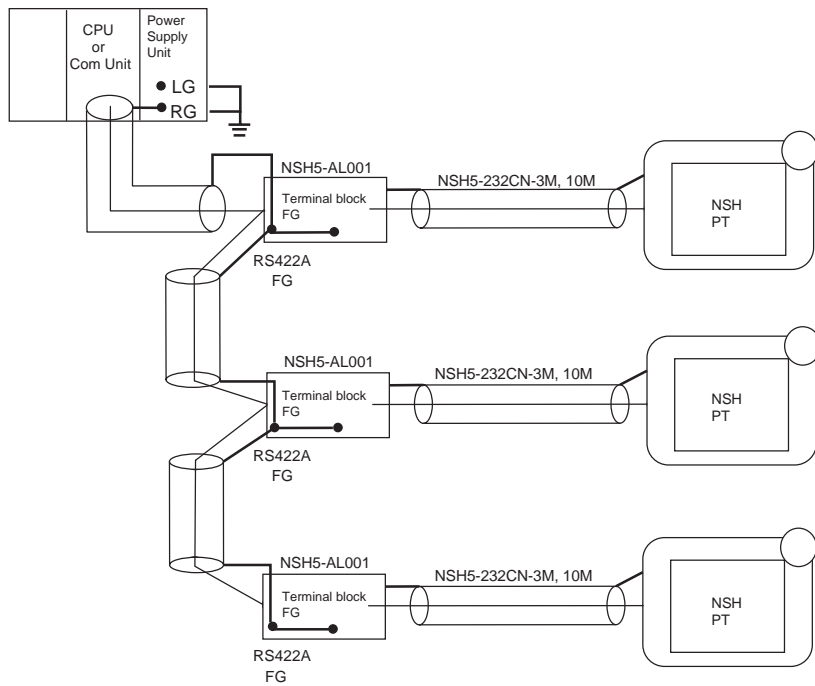 CPU
or
Com Unit
Power
Supply
Unit
LG
RG
NSH5-AL001
NSH5-232CN-3M, 10M
Terminal block
FG
NSH
PT
RS422A
FG
NSH5-AL001
NSH5-232CN-3M, 10M
Terminal block
FG
NSH
PT
RS422A
FG
NSH5-AL001
NSH5-232CN-3M, 10M
Terminal block
FG
NSH
PT
RS422A
FG